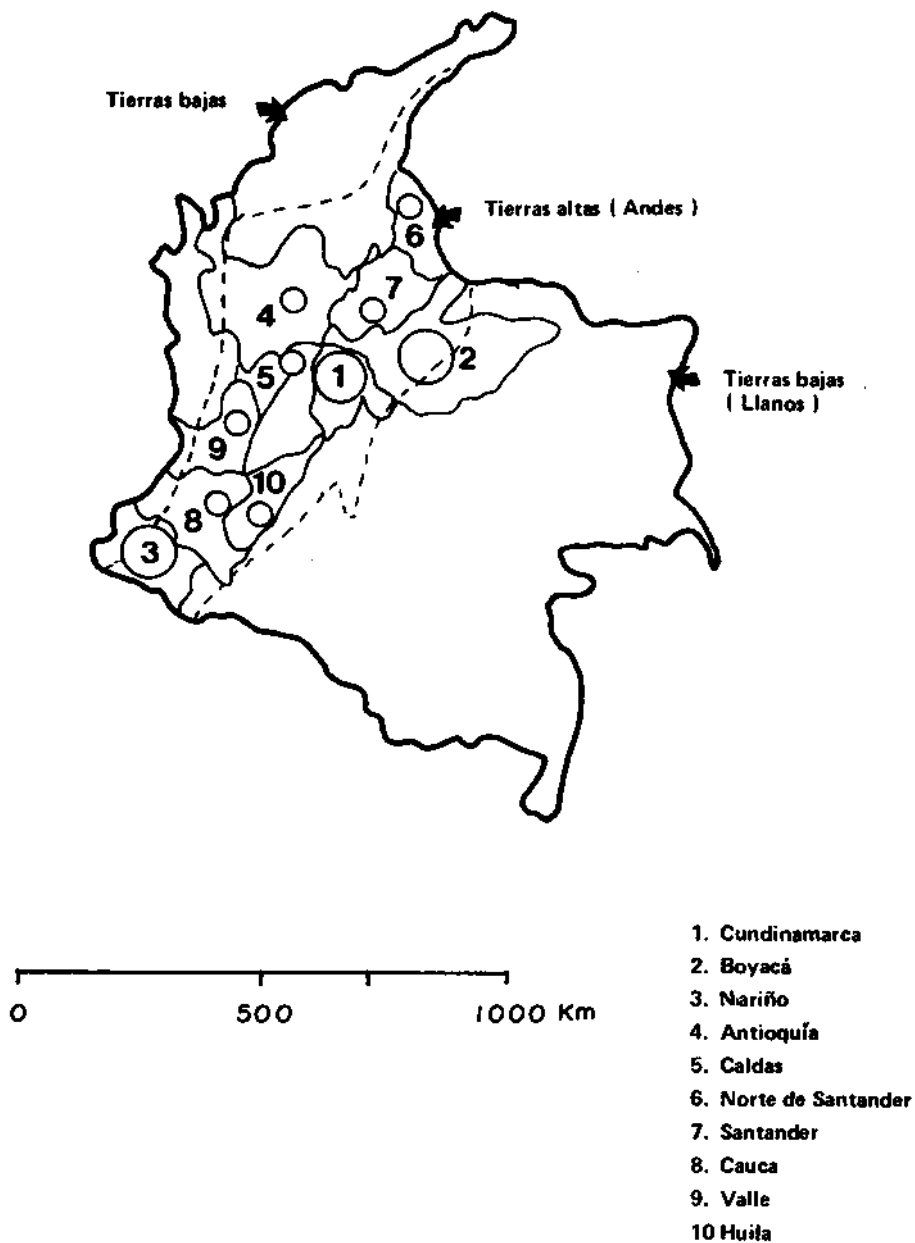 Tierras bajas
Tierras altas ( Andes )
6
7
4
2
Tierras bajas
( Llanos )
5
1
9
10
8
3
0 500 1000 Km
1. Cundinamarca
2. Boyacá
3. Nariño
4. Antioquía
5. Caldas
6. Norte de Santander
7. Santander
8. Cauca
9. Valle
10 Huila